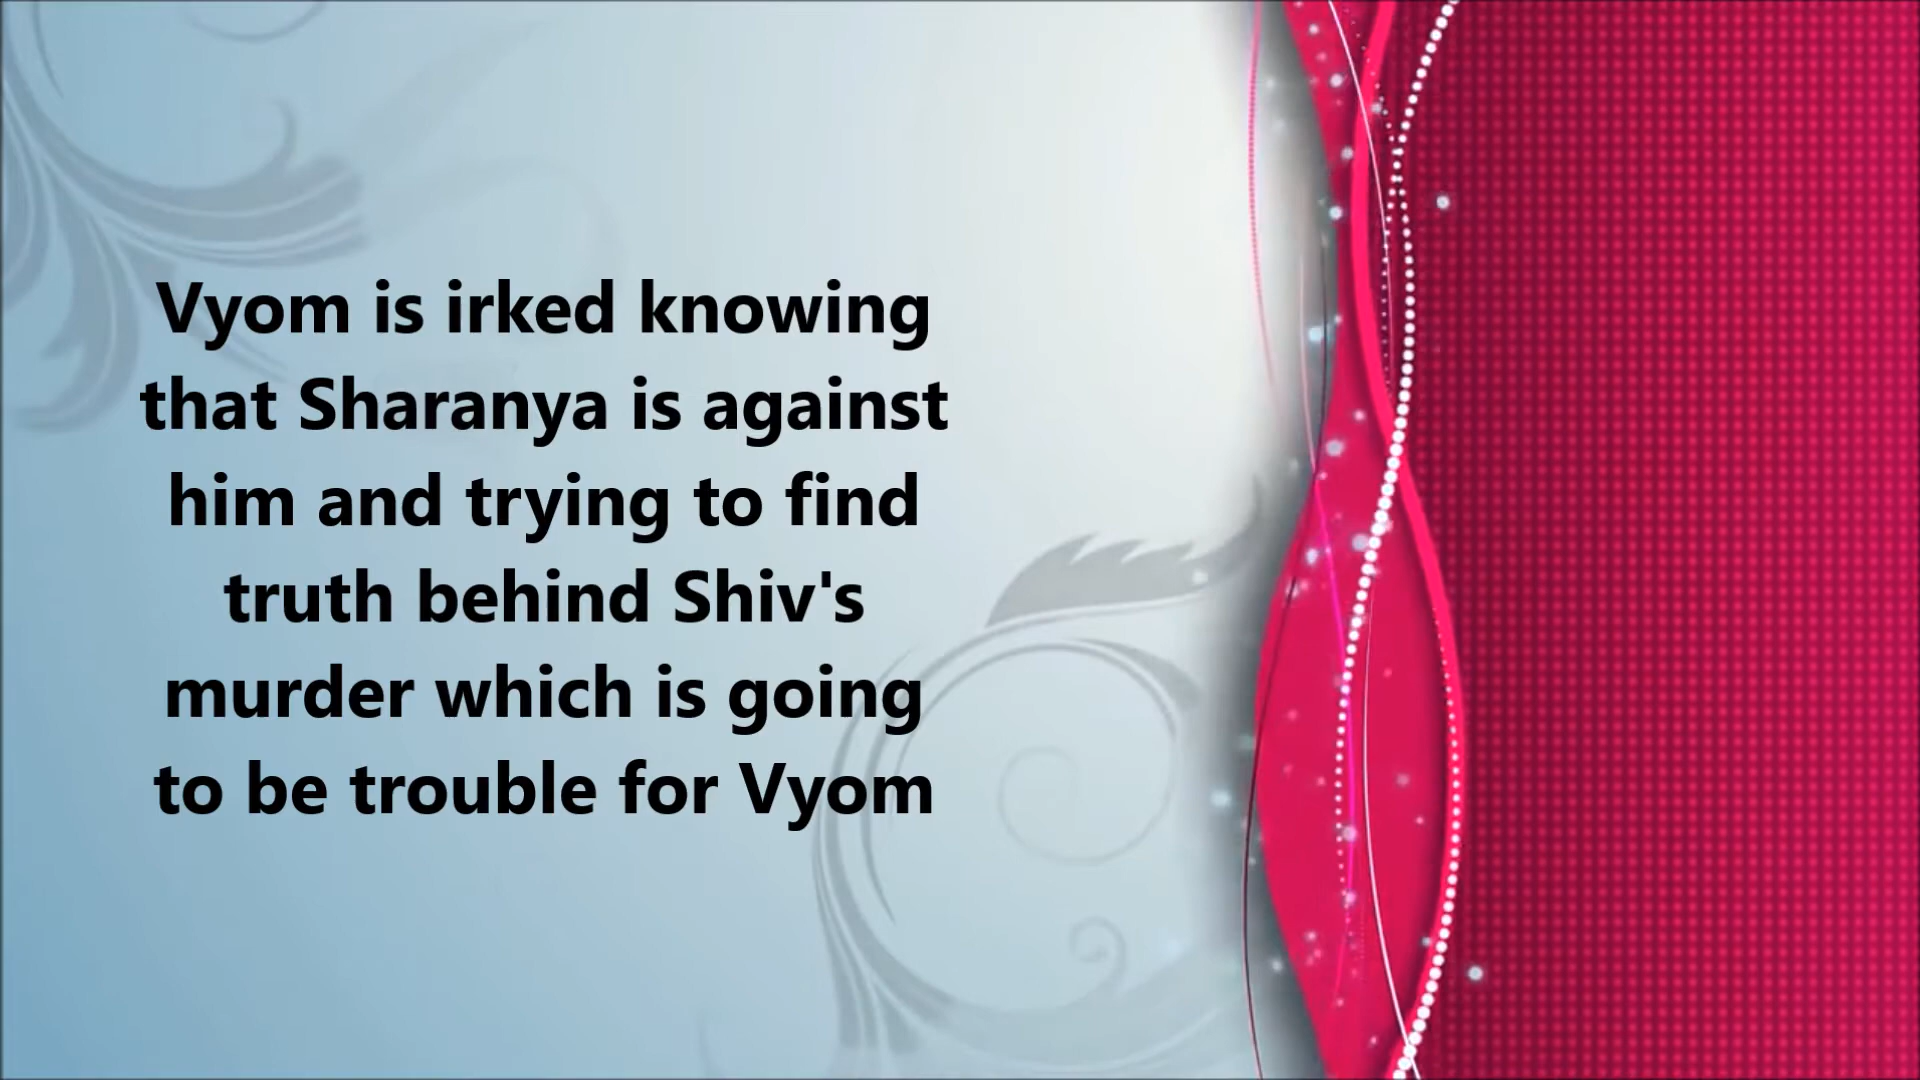 Vyom is irked knowing
that Sharanya is against
him and trying to find
truth behind Shiv's
murder which is going
to be trouble for Vyom